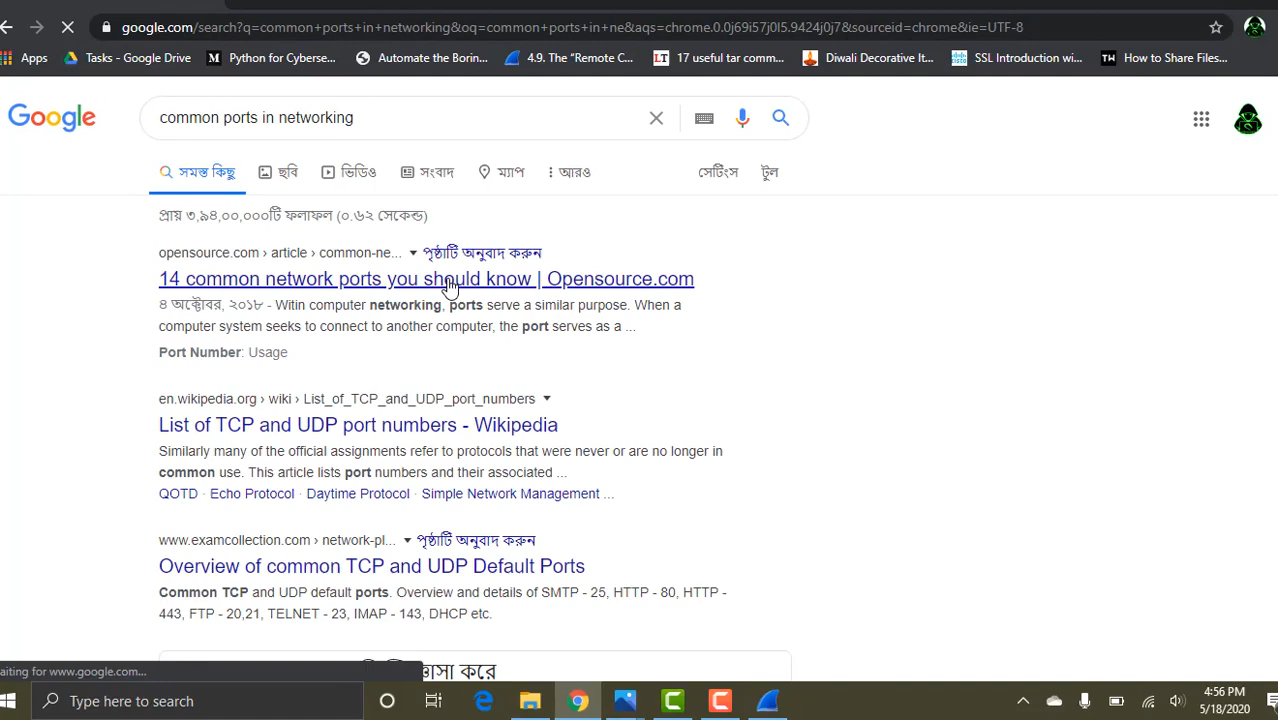 google.com/search?q=common+ports+in+networking&oq=common+ports+in+ne&aqs=chrome.0.0j69i57j0l5.9424j0j7&sourceid=chrome&ie=UTF-8
Apps Tasks - Google Drive Python for Cyberse... Automate the Borin... 4.9. The “Remote C... 17 useful tar comm... Diwali Decorative It... SSL Introduction wi... How to Share Files...
Google common ports in networking
সমস্ত কিছু ছবি ভিডিও সংবাদ ম্যাপ আরও সেটিংস টুল
প্রায় ৩,৯৪,০০,০০০টি ফলাফল (০.৬২ সেকেন্ড)
opensource.com › article › common-ne... পৃষ্ঠাটি অনুবাদ করুন
14 common network ports you should know | Opensource.com
৪ অক্টোবর, ২০১৮ - Witin computer networking, ports serve a similar purpose. When a
computer system seeks to connect to another computer, the port serves as a ...
Port Number: Usage
en.wikipedia.org › wiki › List_of_TCP_and_UDP_port_numbers
List of TCP and UDP port numbers - Wikipedia
Similarly many of the official assignments refer to protocols that were never or are no longer in
common use. This article lists port numbers and their associated ...
QOTD · Echo Protocol · Daytime Protocol · Simple Network Management ...
www.examcollection.com › network-pl... পৃষ্ঠাটি অনুবাদ করুন
Overview of common TCP and UDP Default Ports
Common TCP and UDP default ports. Overview and details of SMTP - 25, HTTP - 80, HTTP -
443, FTP - 20,21, TELNET - 23, IMAP - 143, DHCP etc.
করে
aiting for www.google.com...
Type here to search
4:56 PM
5/18/2020